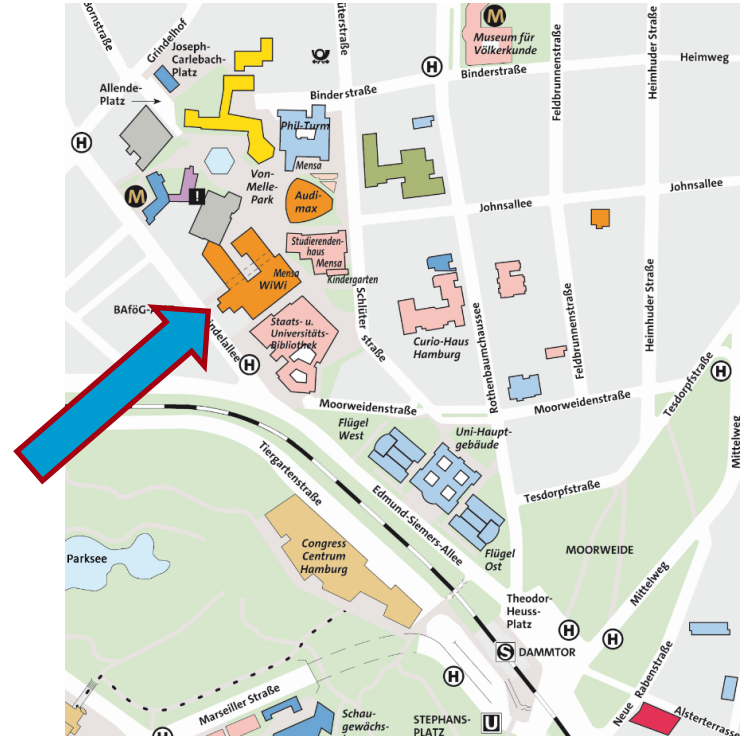 Bornstraße
Grindelhof
Joseph-
Carlebach-
Platz
Allende-
Platz
H
M
Museum für
Völkerkunde
H
Binderstraße
Heimweg
Feldbrunnenstraße
Heimhuder Straße
Binderstraße
Phil-Turm
Mensa
Von-
Melle-
Park
H
M
!
Audi-
max
Johnsallee
Johnsallee
Studierenden-
haus
Mensa
Kindergarten
Mensa
WiWi
Staats- u.
Universitäts-
Bibliothek
H
Schlüter straße
Curio-Haus
Hamburg
Rothenbaumchaussee
Feldbrunnenstraße
Heimhuder Straße
Tesdorpfstraße
H
Mittelweg
Moorweidenstraße
Moorweidenstraße
Flügel
West
Uni-Haupt-
gebäude
Tiergartenstraße
Edmund-Siemers-Allee
Flügel
Ost
Tesdorpfstraße
MOORWEIDE
Congress
Centrum
Hamburg
Parksee
Mittelweg
Theodor-
Heuss-
Platz
H
H
S DAMMTOR
H
Neue Rabenstraße
Alsterterrasse
Marseiller Straße
H
Schau-
gewächs-
STEPHANS-
PLATZ
U